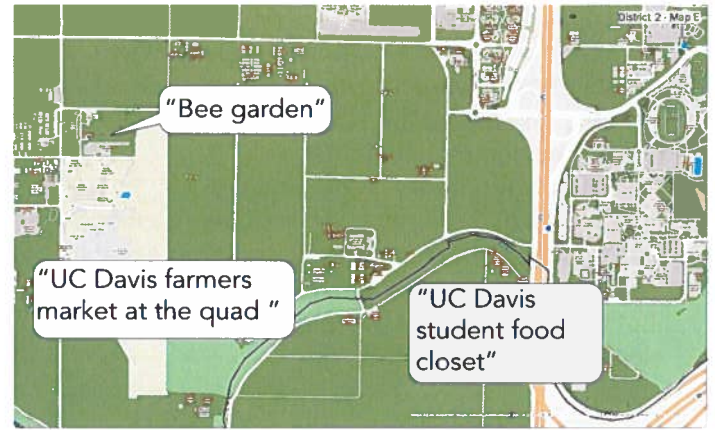 District 2 - Map E
"Bee garden"
"UC Davis farmers
market at the quad "
"UC Davis
student food
closet"